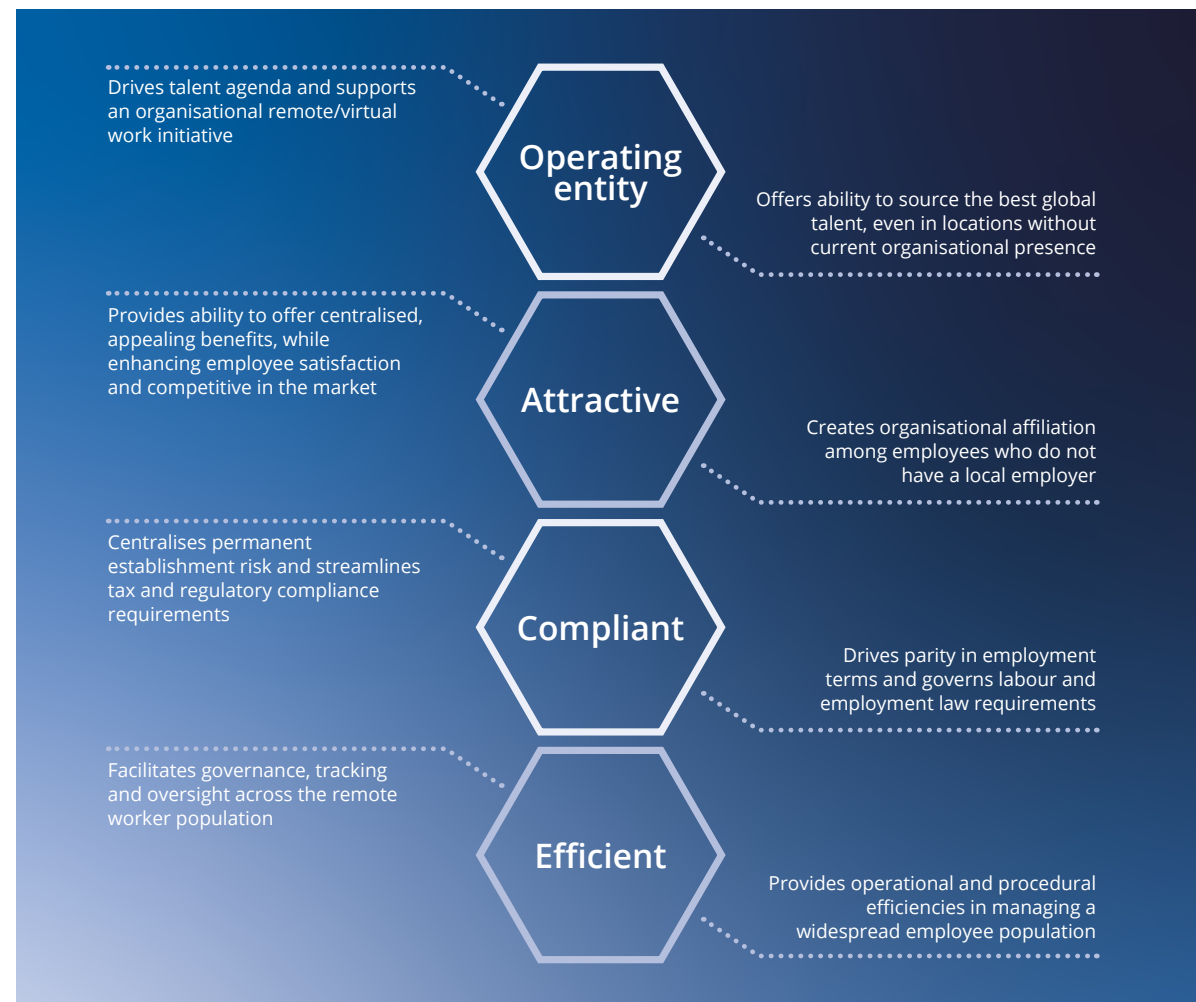 Drives talent agenda and supports
an organisational remote/virtual
work initiative
Operating
entity
Offers ability to source the best global
talent, even in locations without
current organisational presence
Provides ability to offer centralised,
appealing benefits, while
enhancing employee satisfaction
and competitive in the market
Attractive
Creates organisational affiliation
among employees who do not
have a local employer
Centralises permanent
establishment risk and streamlines
tax and regulatory compliance
requirements
Compliant
Drives parity in employment
terms and governs labour and
employment law requirements
Facilitates governance, tracking
and oversight across the remote
worker population
Efficient
Provides operational and procedural
efficiencies in managing a
widespread employee population